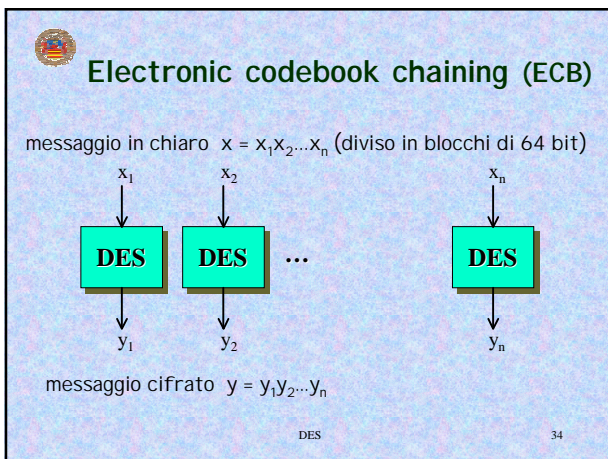 Electronic codebook chaining (ECB)
messaggio in chiaro x = x₁x₂...xₙ (diviso in blocchi di 64 bit)
x₁ x₂ xₙ
DES DES ... DES
y₁ y₂ yₙ
messaggio cifrato y = y₁y₂...yₙ
DES 34